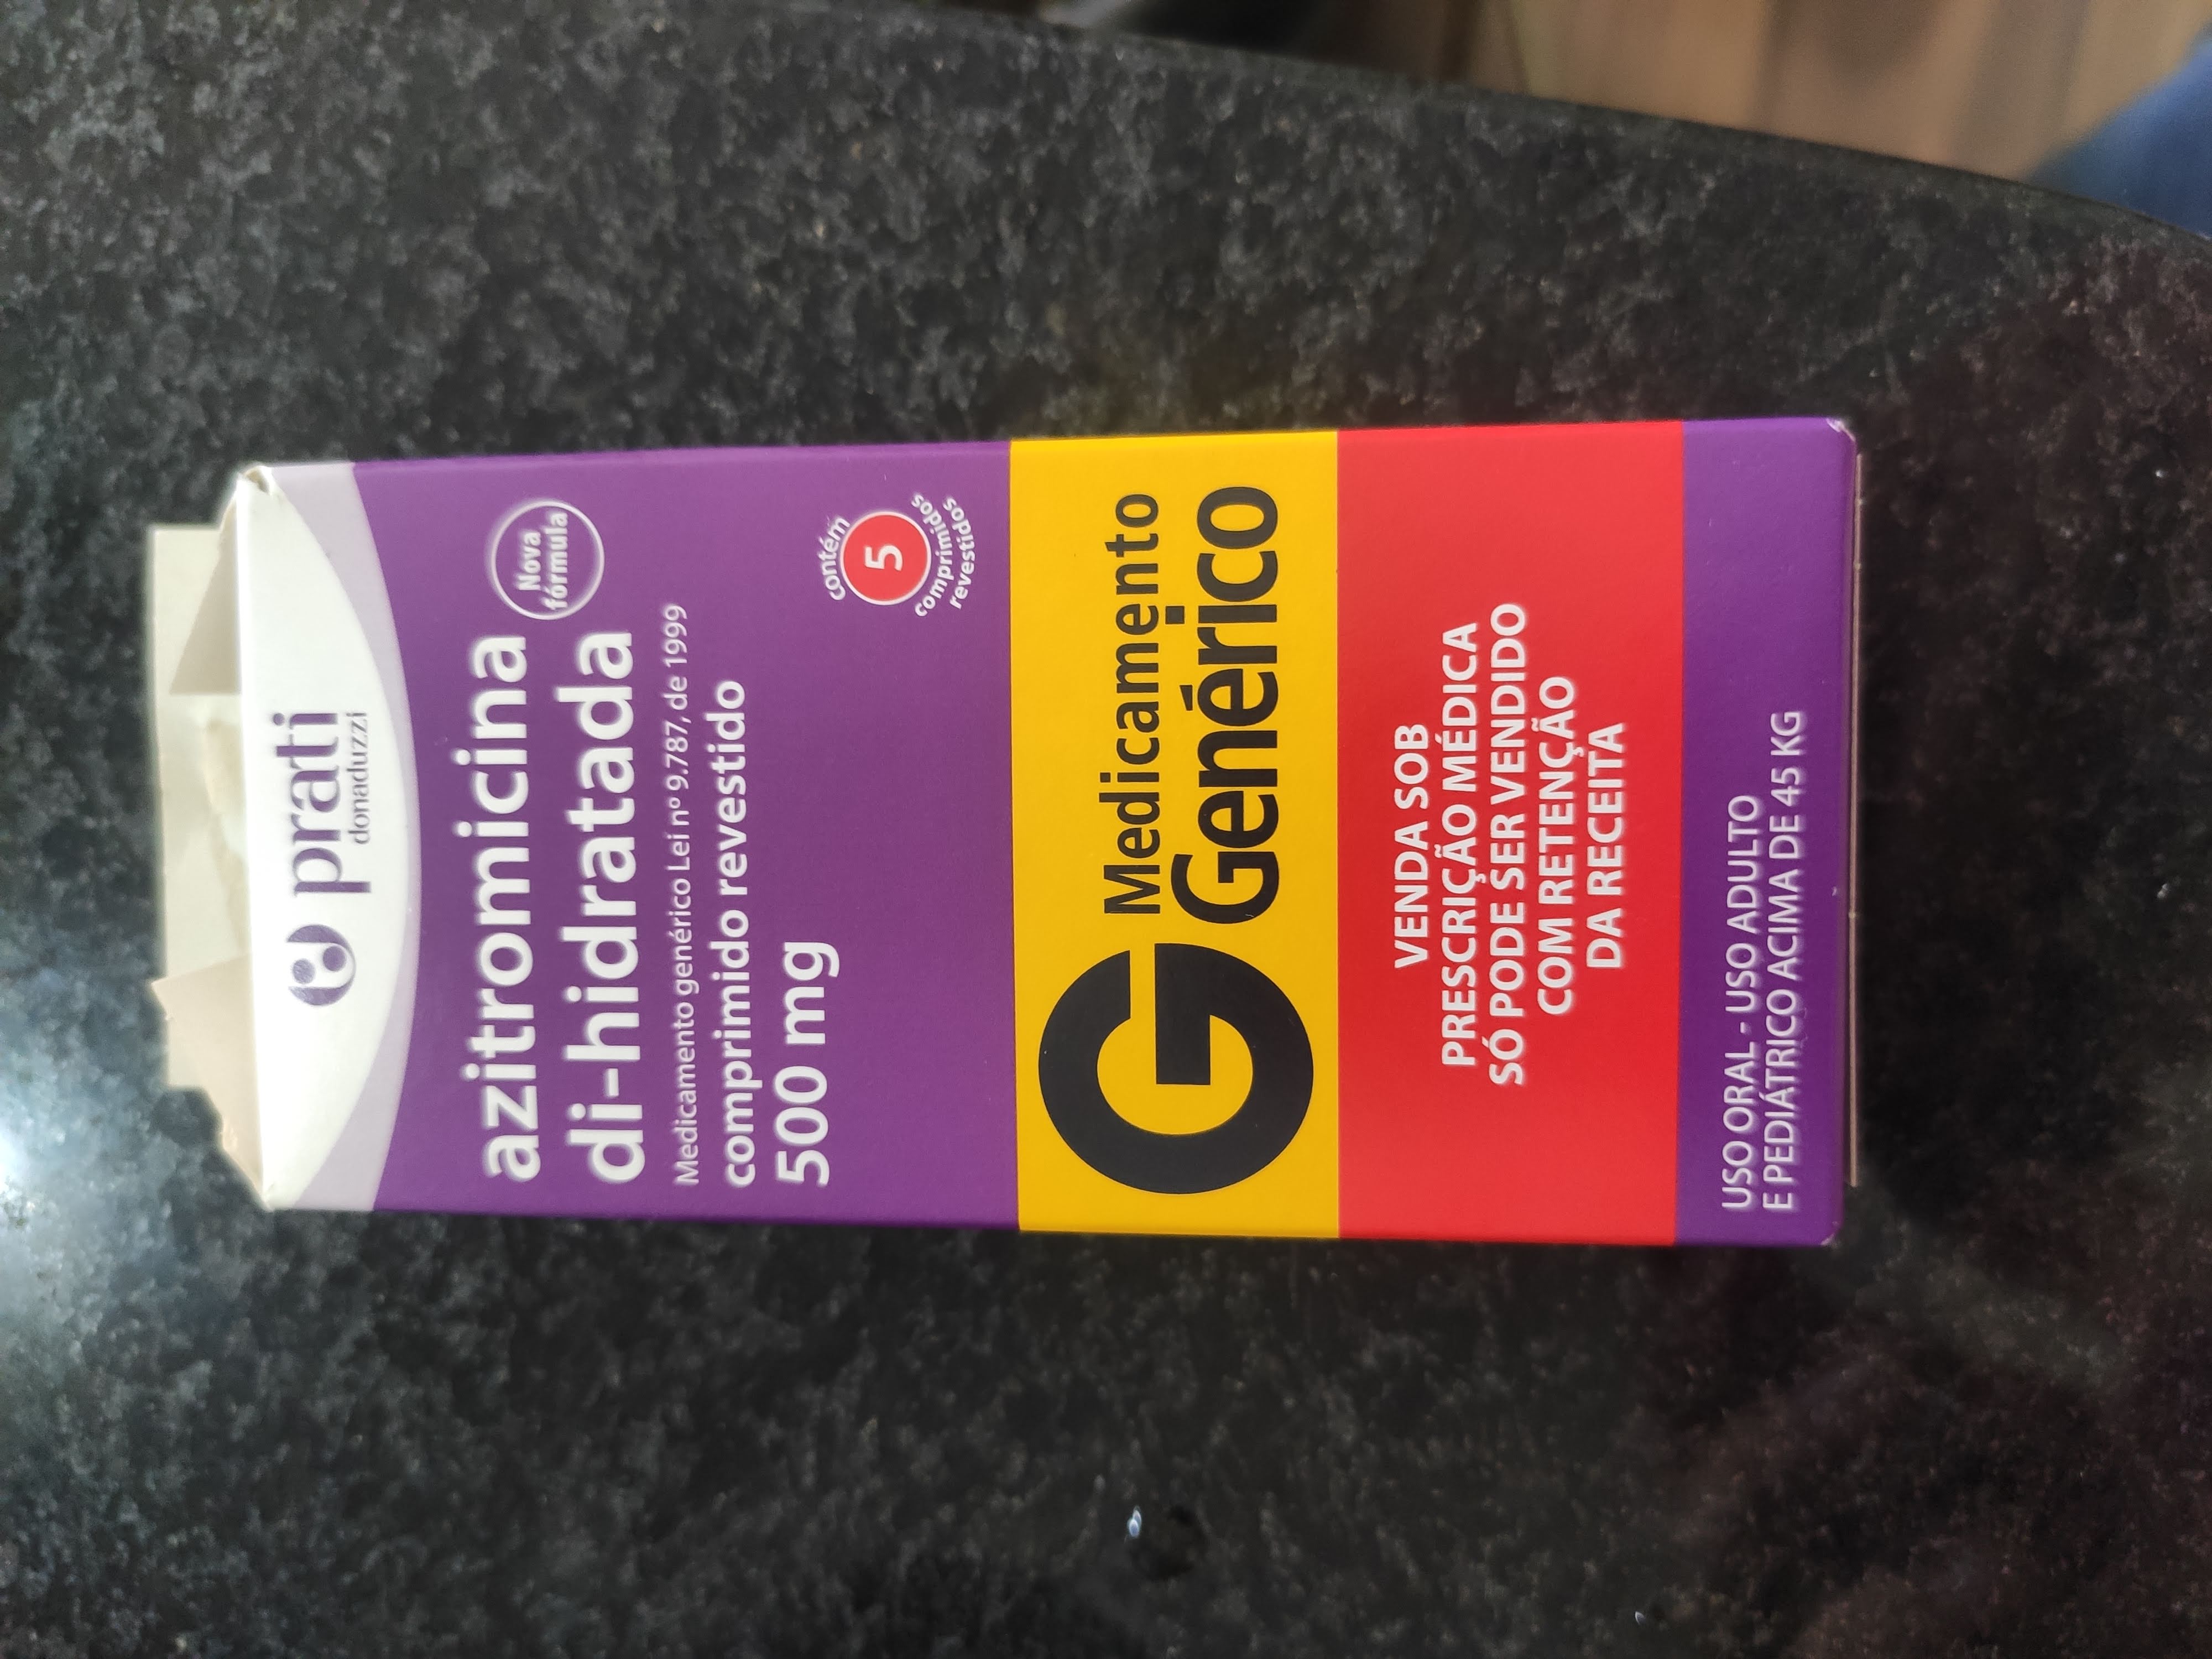 prati
donaduzzi
azitromicina
di-hidratada
Nova
fórmula
Medicamento genérico Lei nº 9.787, de 1999
comprimido revestido
500 mg
contém
5
comprimidos
revestidos
G
Medicamento
Genérico
VENDA SOB
PRESCRIÇÃO MÉDICA
SÓ PODE SER VENDIDO
COM RETENÇÃO
DA RECEITA
USO ORAL - USO ADULTO
E PEDIÁTRICO ACIMA DE 45 KG